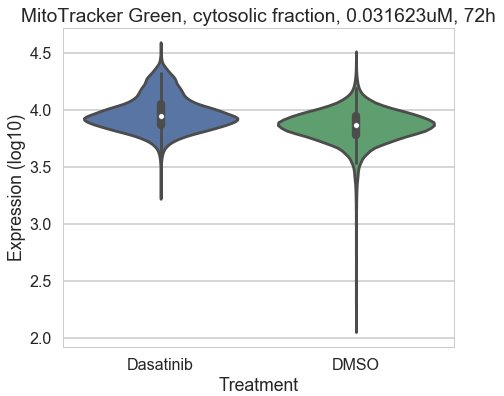 MitoTracker Green, cytosolic fraction, 0.031623uM, 72h
4.5
4.0
3.5
3.0
2.5
2.0
Expression (log10)
Dasatinib DMSO
Treatment